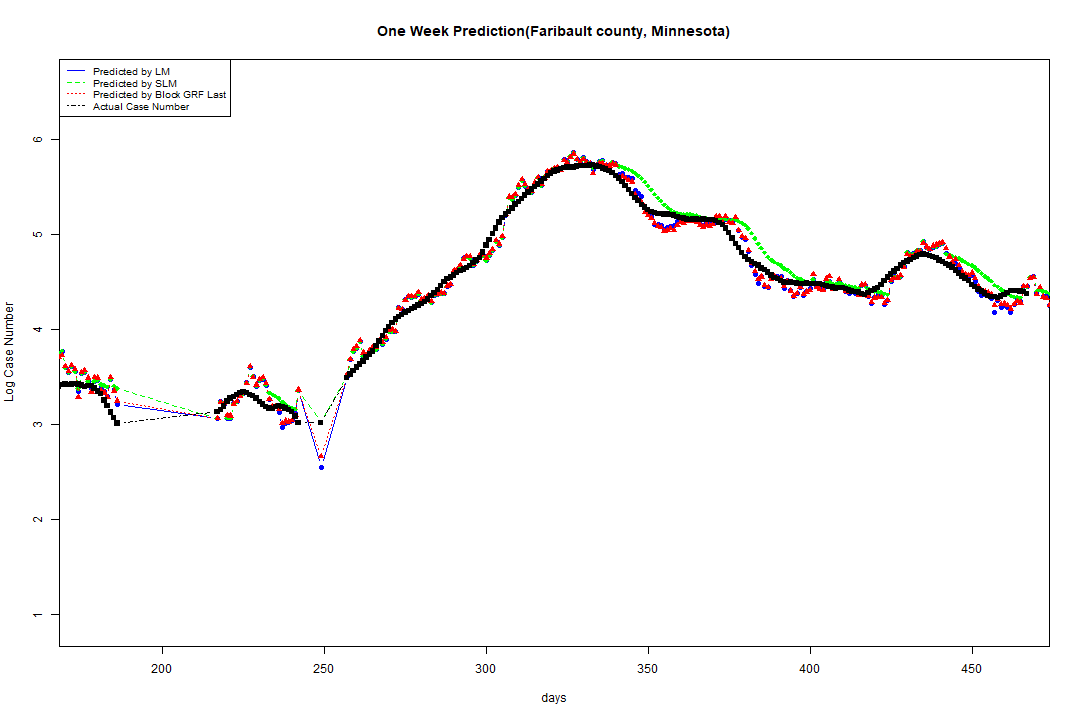 One Week Prediction(Faribault county, Minnesota)
Predicted by LM
Predicted by SLM
Predicted by Block GRF Last
Actual Case Number
6
5
4
3
2
1
Log Case Number
200 250 300 350 400 450
days